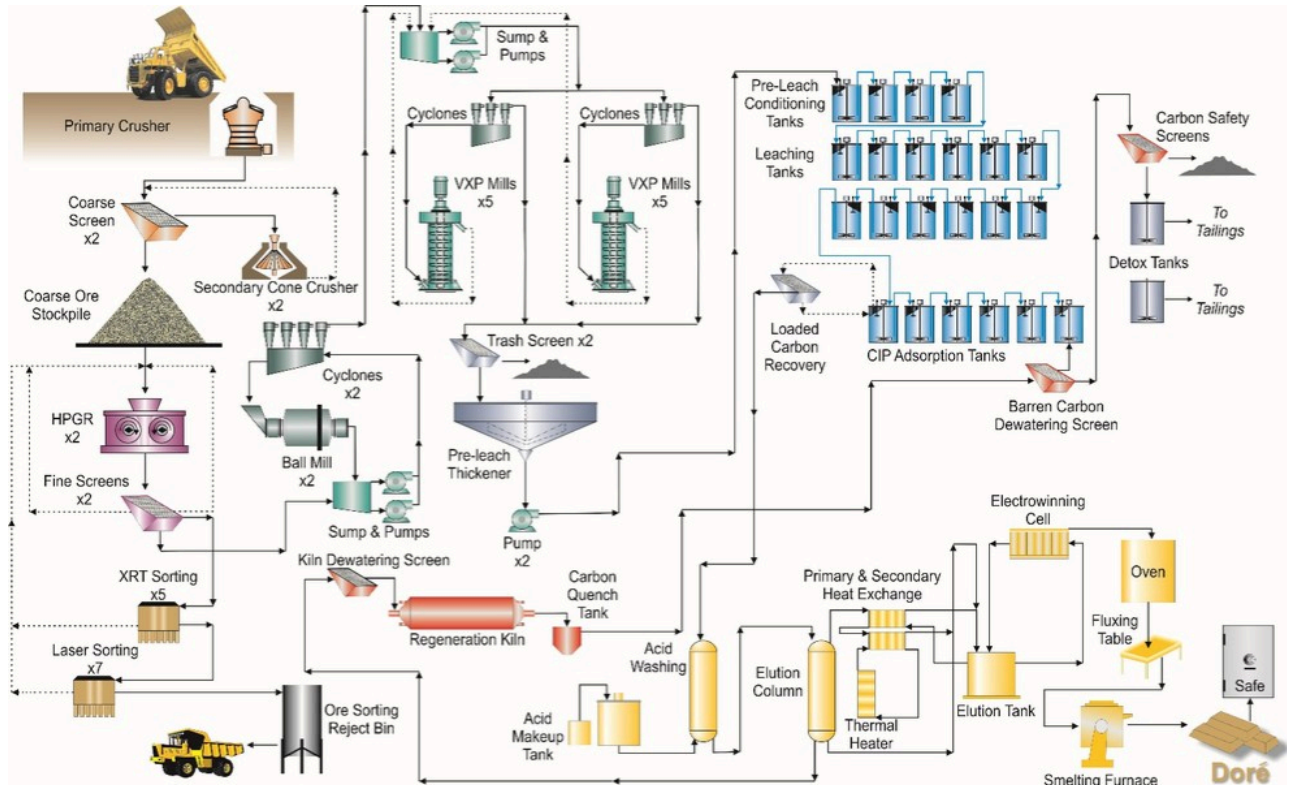 Sump &
Pumps
Primary Crusher
Cyclones
Cyclones
Pre-Leach
Conditioning
Tanks
Carbon Safety
Screens
Leaching
Tanks
VXP Mills
x5
VXP Mills
x5
Coarse
Screen
x2
To
Tailings
Detox Tanks
Secondary Cone Crusher
x2
Coarse Ore
Stockpile
To
Tailings
Loaded
Carbon
Recovery
Trash Screen x2
CIP Adsorption Tanks
Cyclones
x2
HPGR
x2
Barren Carbon
Dewatering Screen
Ball Mill
x2
Pre-leach
Thickener
Fine Screens
x2
Sump & Pumps
Pump
x2
Electrowinning
Cell
Kiln Dewatering Screen
Carbon
Quench
Tank
Primary & Secondary
Heat Exchange
Oven
XRT Sorting
x5
Regeneration Kiln
Fluxing
Table
Acid
Washing
Laser Sorting
x7
Elution
Column
Safe
Ore Sorting
Reject Bin
Elution Tank
Acid
Makeup
Tank
Thermal
Heater
Smelting Furnace
Doré